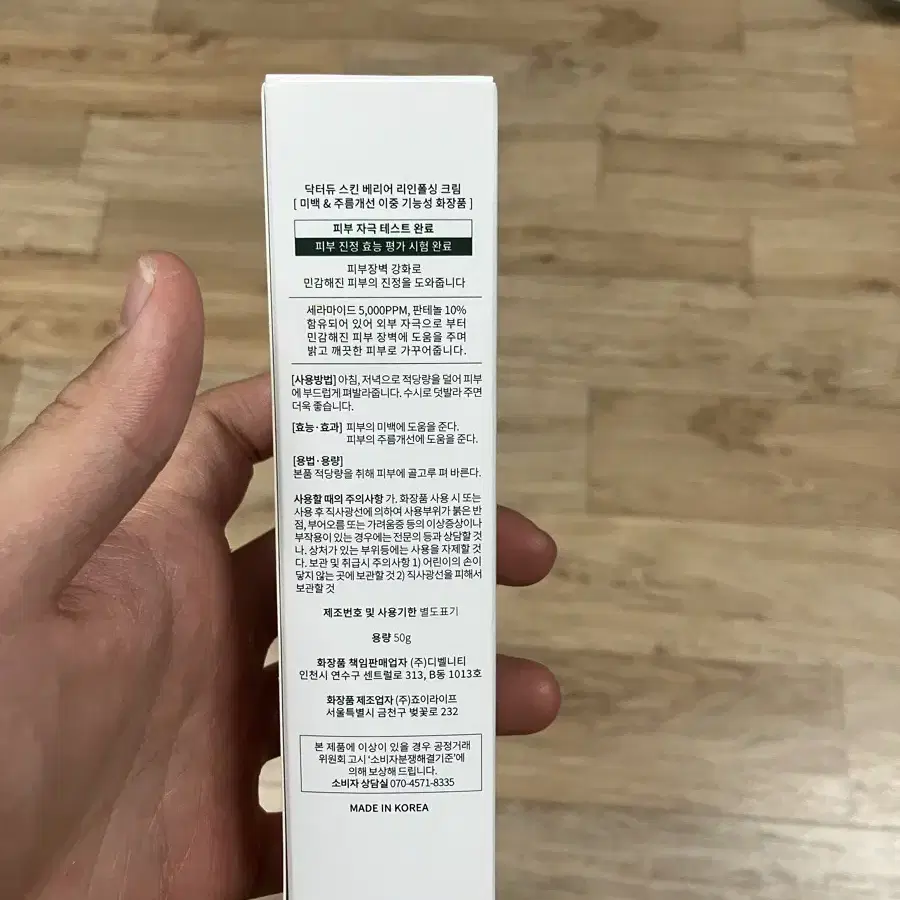 닥터듀 스킨 베리어 리인폴싱 크림
[ 미백 & 주름개선 이중 기능성 화장품 ]
피부 자극 테스트 완료
피부 진정 효능 평가 시험 완료
피부장벽 강화로
민감해진 피부의 진정을 도와줍니다
세라마이드 5,000PPM, 판테놀 10%
함유되어 있어 외부 자극으로 부터
민감해진 피부 장벽에 도움을 주며
밝고 깨끗한 피부로 가꾸어줍니다.
[사용방법] 아침, 저녁으로 적당량을 덜어 피부
에 부드럽게 펴발라줍니다. 수시로 덧발라 주면
더욱 좋습니다.
[효능·효과] 피부의 미백에 도움을 준다.
피부의 주름개선에 도움을 준다.
[용법·용량]
본품 적당량을 취해 피부에 골고루 펴 바른다.
사용할 때의 주의사항 가. 화장품 사용 시 또는
사용 후 직사광선에 의하여 사용부위가 붉은 반
점, 부어오름 또는 가려움증 등의 이상증상이나
부작용이 있는 경우에는 전문의 등과 상담할 것
나. 상처가 있는 부위등에는 사용을 자제할 것
다. 보관 및 취급시 주의사항 1) 어린이의 손이
닿지 않는 곳에 보관할 것 2) 직사광선을 피해서
보관할 것
제조번호 및 사용기한 별도표기
용량 50g
화장품 책임판매업자 (주)디벨니티
인천시 연수구 센트럴로 313, B동 1013호
화장품 제조업자 (주)죠이라이프
서울특별시 금천구 벚꽃로 232
본 제품에 이상이 있을 경우 공정거래
위원회 고시 '소비자분쟁해결기준'에
의해 보상해 드립니다.
소비자 상담실 070-4571-8335
MADE IN KOREA